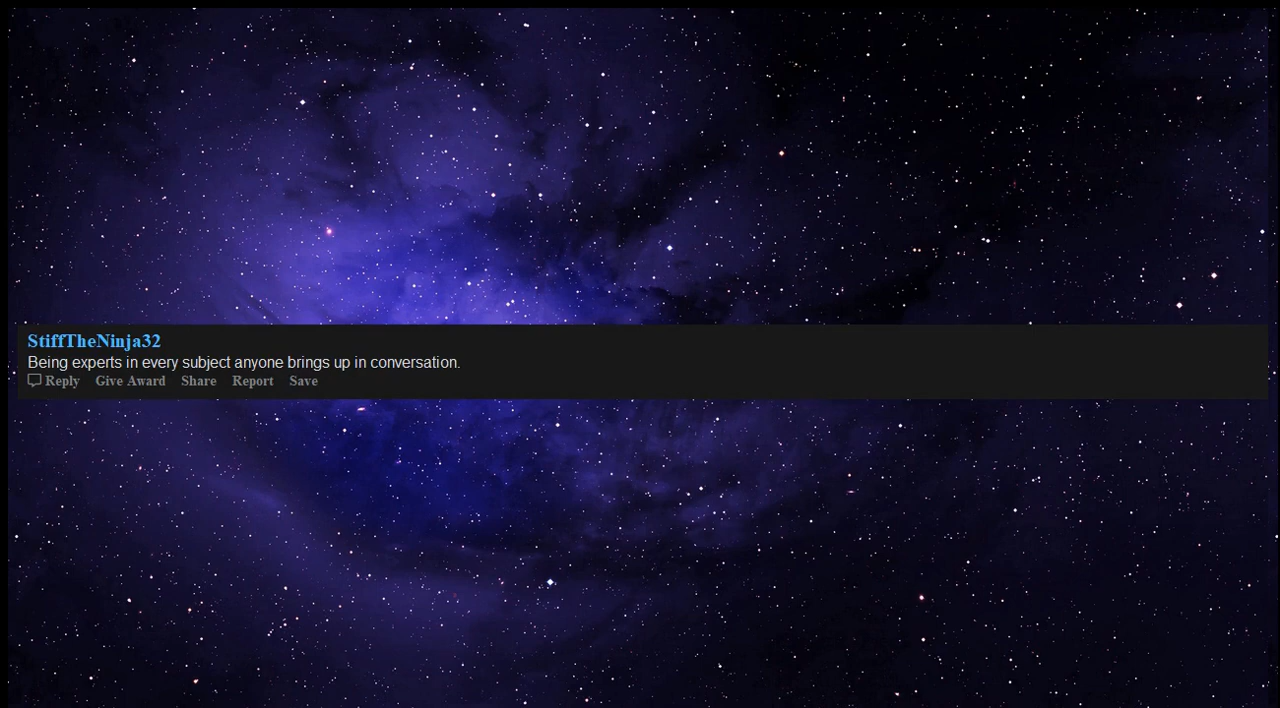 StiffTheNinja32
Being experts in every subject anyone brings up in conversation.
Reply Give Award Share Report Save